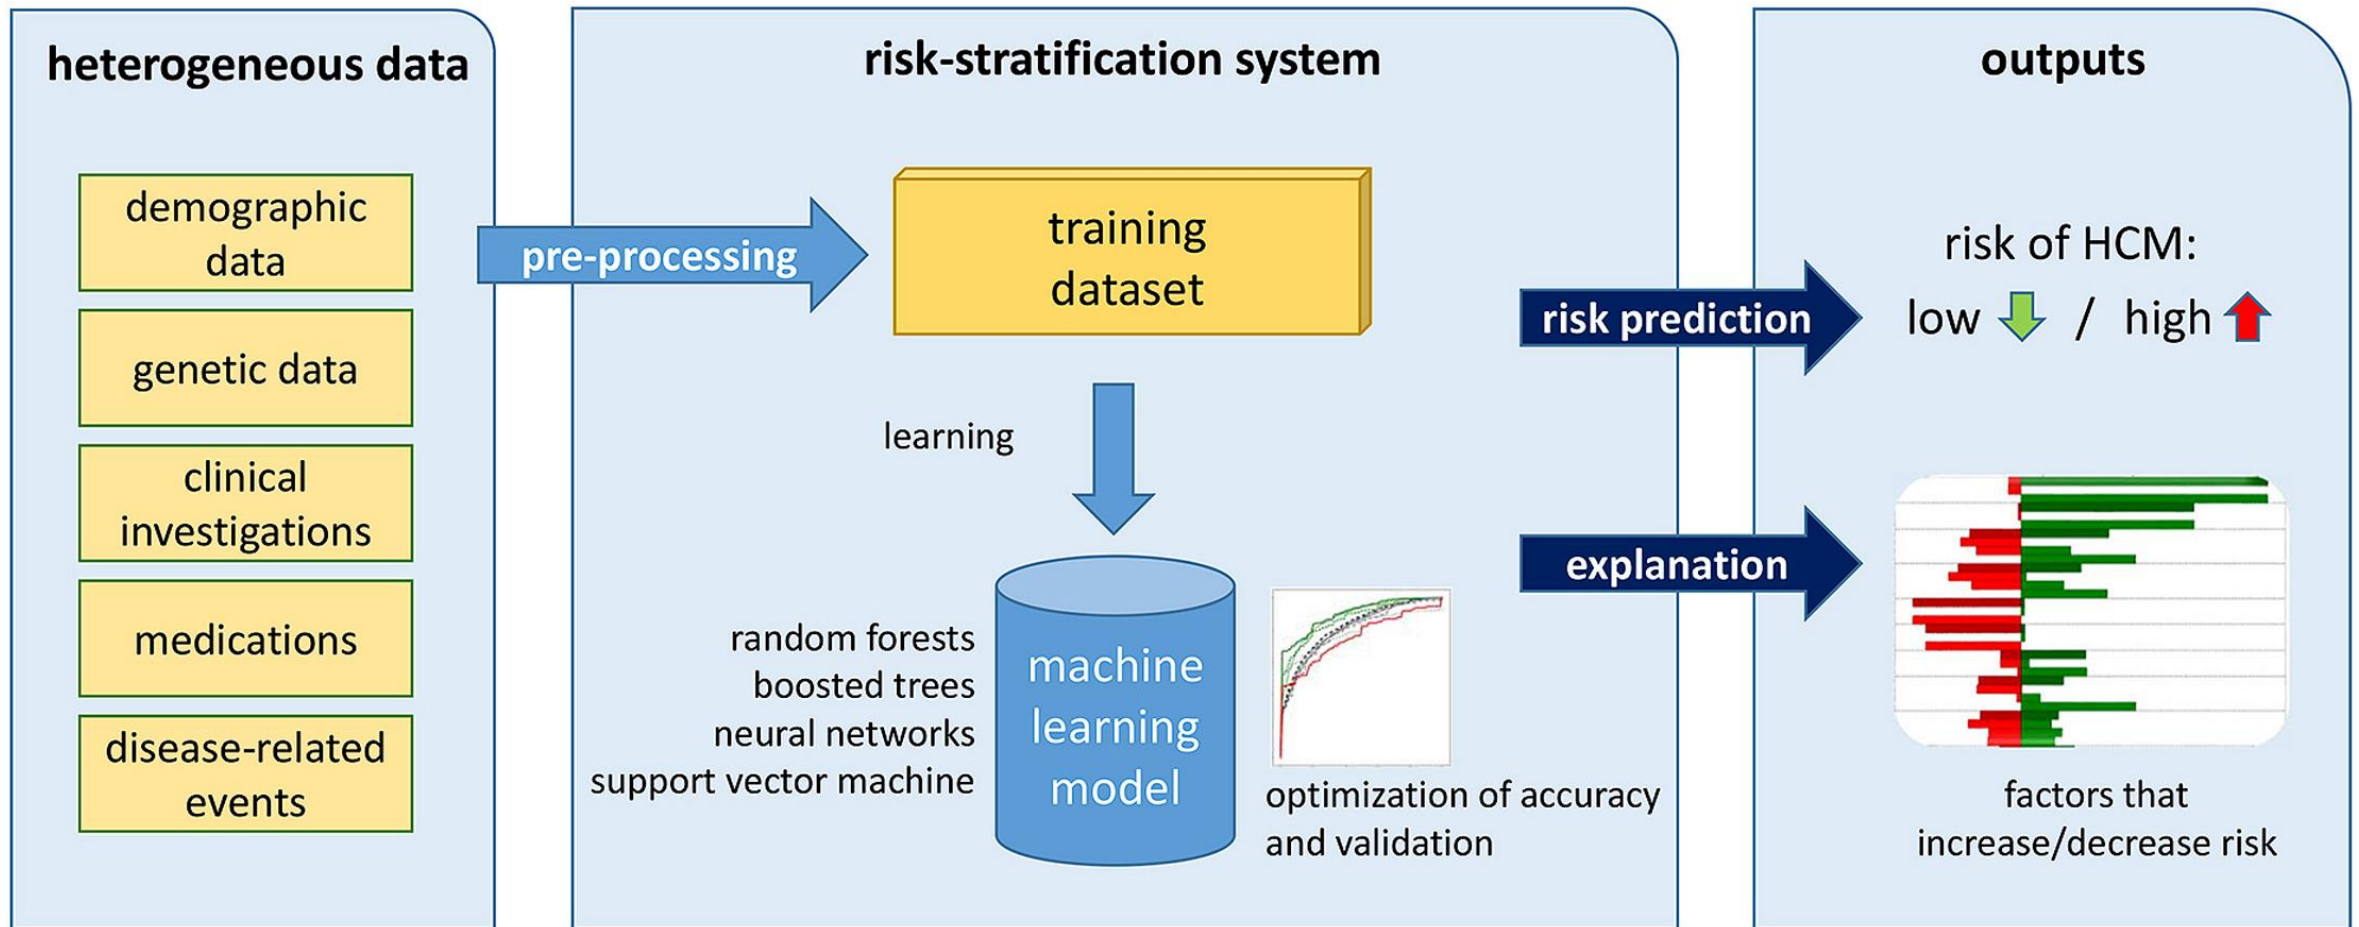 heterogeneous data
demographic
data
genetic data
clinical
investigations
medications
disease-related
events
pre-processing
risk-stratification system
training
dataset
learning
random forests
boosted trees
neural networks
support vector machine
machine
learning
model
optimization of accuracy
and validation
risk prediction
explanation
outputs
risk of HCM:
low / high
factors that
increase/decrease risk